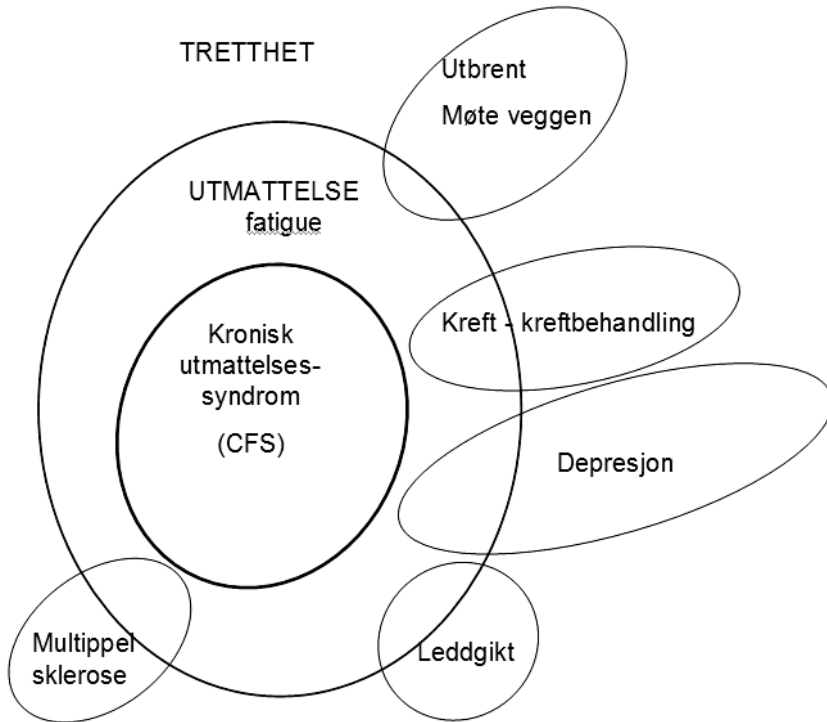 TRETTHET
Utbrent
Møte veggen
UTMATTELSE
fatigue
Kreft - kreftbehandling
Kronisk
utmattelses-
syndrom
(CFS)
Depresjon
Multippel
sklerose
Leddgikt